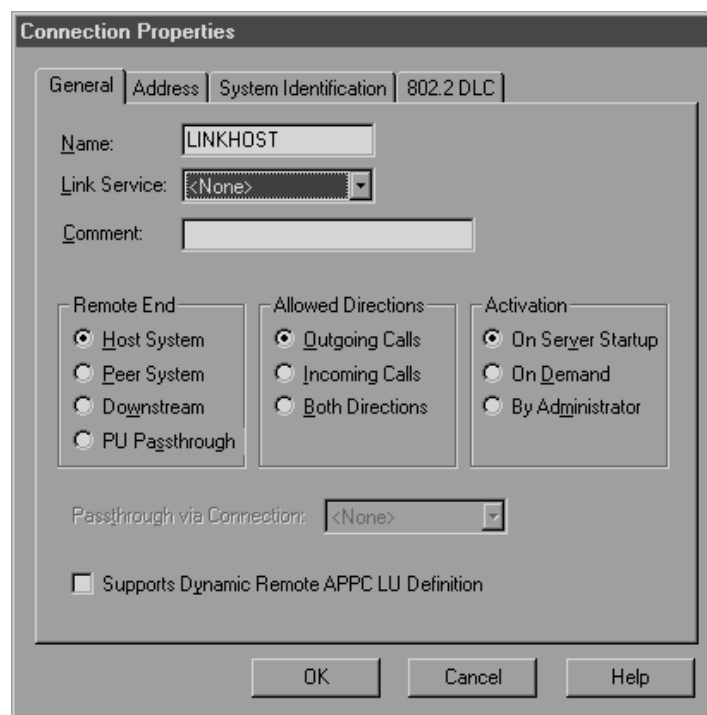 Connection Properties
General Address System Identification 802.2 DLC
Name: LINKHOST
Link Service: <None>
Comment:
Remote End Allowed Directions Activation
Host System Outgoing Calls On Server Startup
Peer System Incoming Calls On Demand
Downstream Both Directions By Administrator
PU Passthrough
Passthrough via Connection: <None>
Supports Dynamic Remote APPC LU Definition
OK Cancel Help